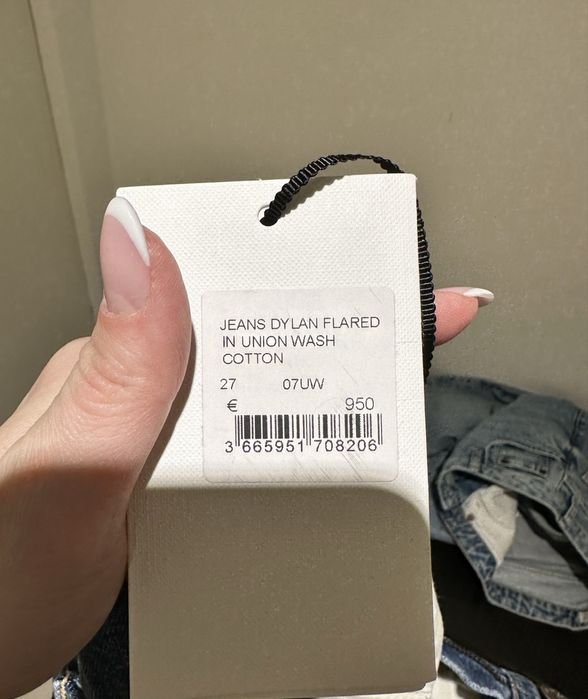 JEANS DYLAN FLARED
IN UNION WASH
COTTON
27 07UW
€ 950
3 665951 708206